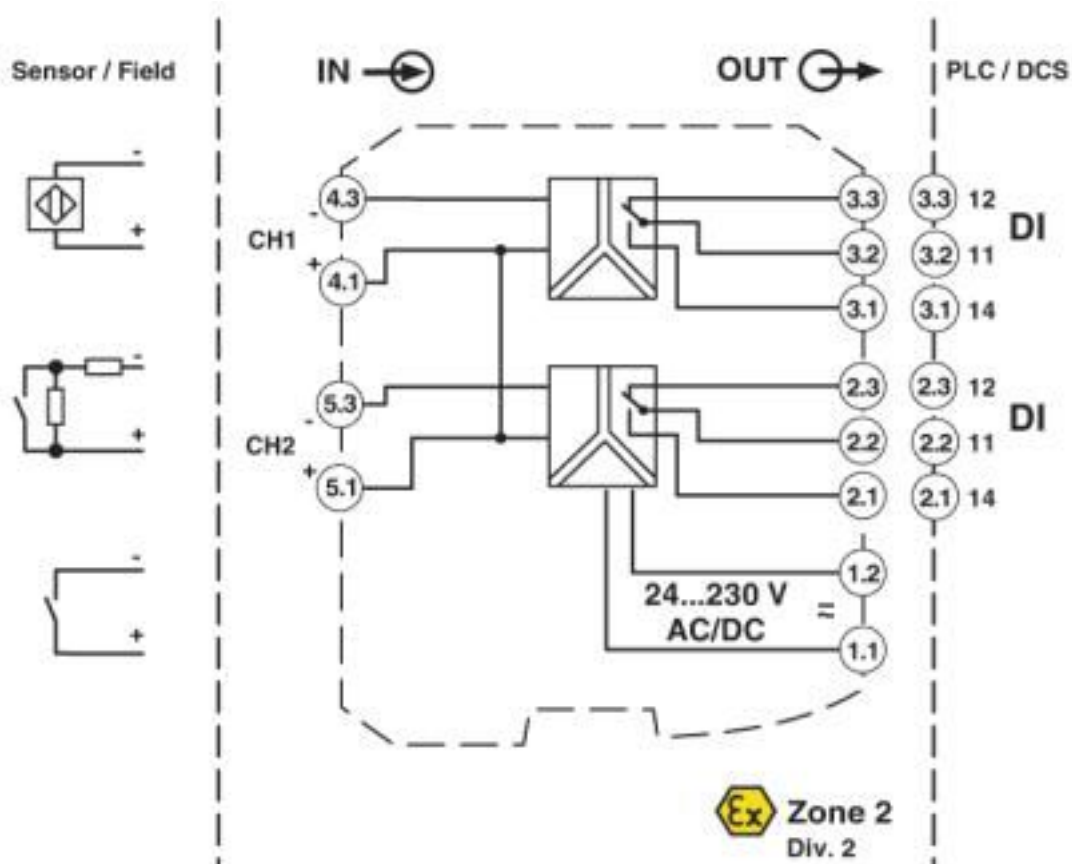 Sensor / Field
IN
OUT
PLC / DCS
-
+
-
+
-
+
CH1
-
4.3
+
4.1
CH2
5.3
-
+
5.1
3.3
3.2
3.1
2.3
2.2
2.1
1.2
1.1
24...230 V
AC/DC
3.3 12
3.2 11
3.1 14
DI
2.3 12
2.2 11
2.1 14
DI
Ex Zone 2
Div. 2